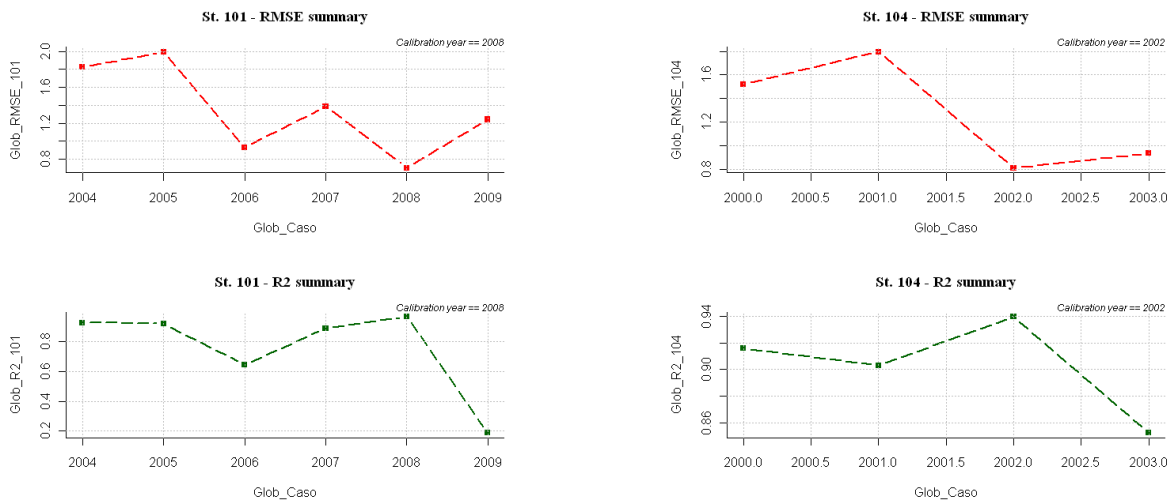 St. 101 - RMSE summary
Calibration year == 2008
Glob_RMSE_101
0.8 1.2 1.6 2.0
2004 2005 2006 2007 2008 2009
Glob_Caso
St. 104 - RMSE summary
Calibration year == 2002
Glob_RMSE_104
0.8 1.2 1.6
2000.0 2000.5 2001.0 2001.5 2002.0 2002.5 2003.0
Glob_Caso
St. 101 - R2 summary
Calibration year == 2008
Glob_R2_101
0.2 0.4 0.6 0.8
2004 2005 2006 2007 2008 2009
Glob_Caso
St. 104 - R2 summary
Calibration year == 2002
Glob_R2_104
0.86 0.90 0.94
2000.0 2000.5 2001.0 2001.5 2002.0 2002.5 2003.0
Glob_Caso